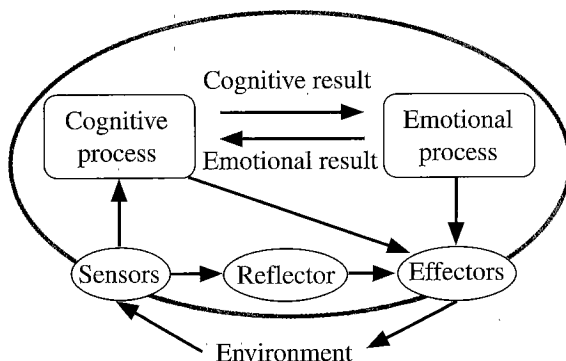 Cognitive result
Cognitive
process
Emotional
process
Emotional result
Sensors
Reflector
Effectors
Environment